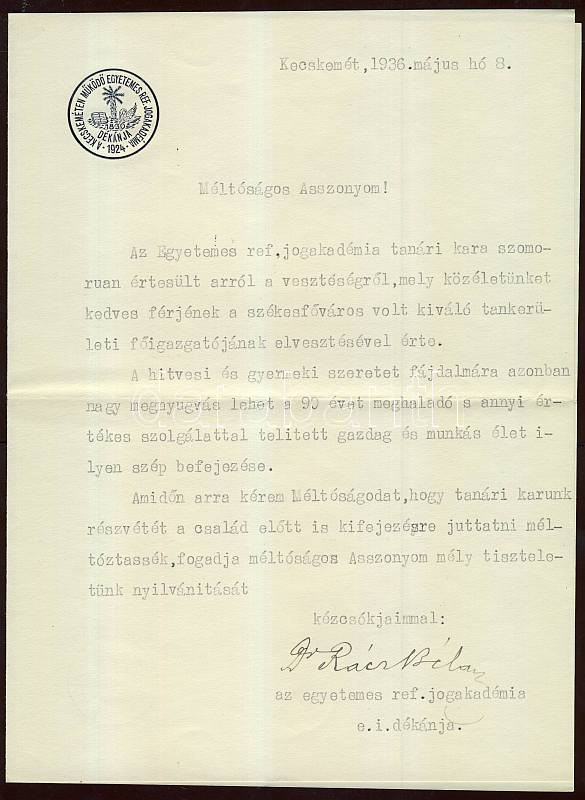 Kecskemét,1936.május hó 8.
A KECSKEMÉTEN MŰKÖDŐ EGYETEMES REF. JOGAKADÉMIA
1830
DÉKÁNJA
· 1924 ·
Méltóságos Asszonyom!
Az Egyetemes ref,jogakadémia tanári kara szomo-
ruan értesült arról a vesztéségről,mely közéletünket
kedves férjének a székesfőváros volt kiváló tankerü-
leti főigazgatójának elvesztésével érte.
A hitvesi és gyermeki szeretet fájdalmára azonban
nagy megnyugvás lehet a 90 évet meghaladó s annyi ér-
tékes szolgálattal telitett gazdag és munkás élet i-
lyen szép befejezése.
Amidőn arra kérem Méltóságodat,hogy tanári karunk
részvétét a család előtt is kifejezésre juttatni mél-
tóztassék,fogadja méltóságos Asszonyom mély tisztele-
tünk nyilvánitását
kézcsókjaimmal:
Dr Rácz Béla
az egyetemes ref.jogakadémia
e.i.dékánja.